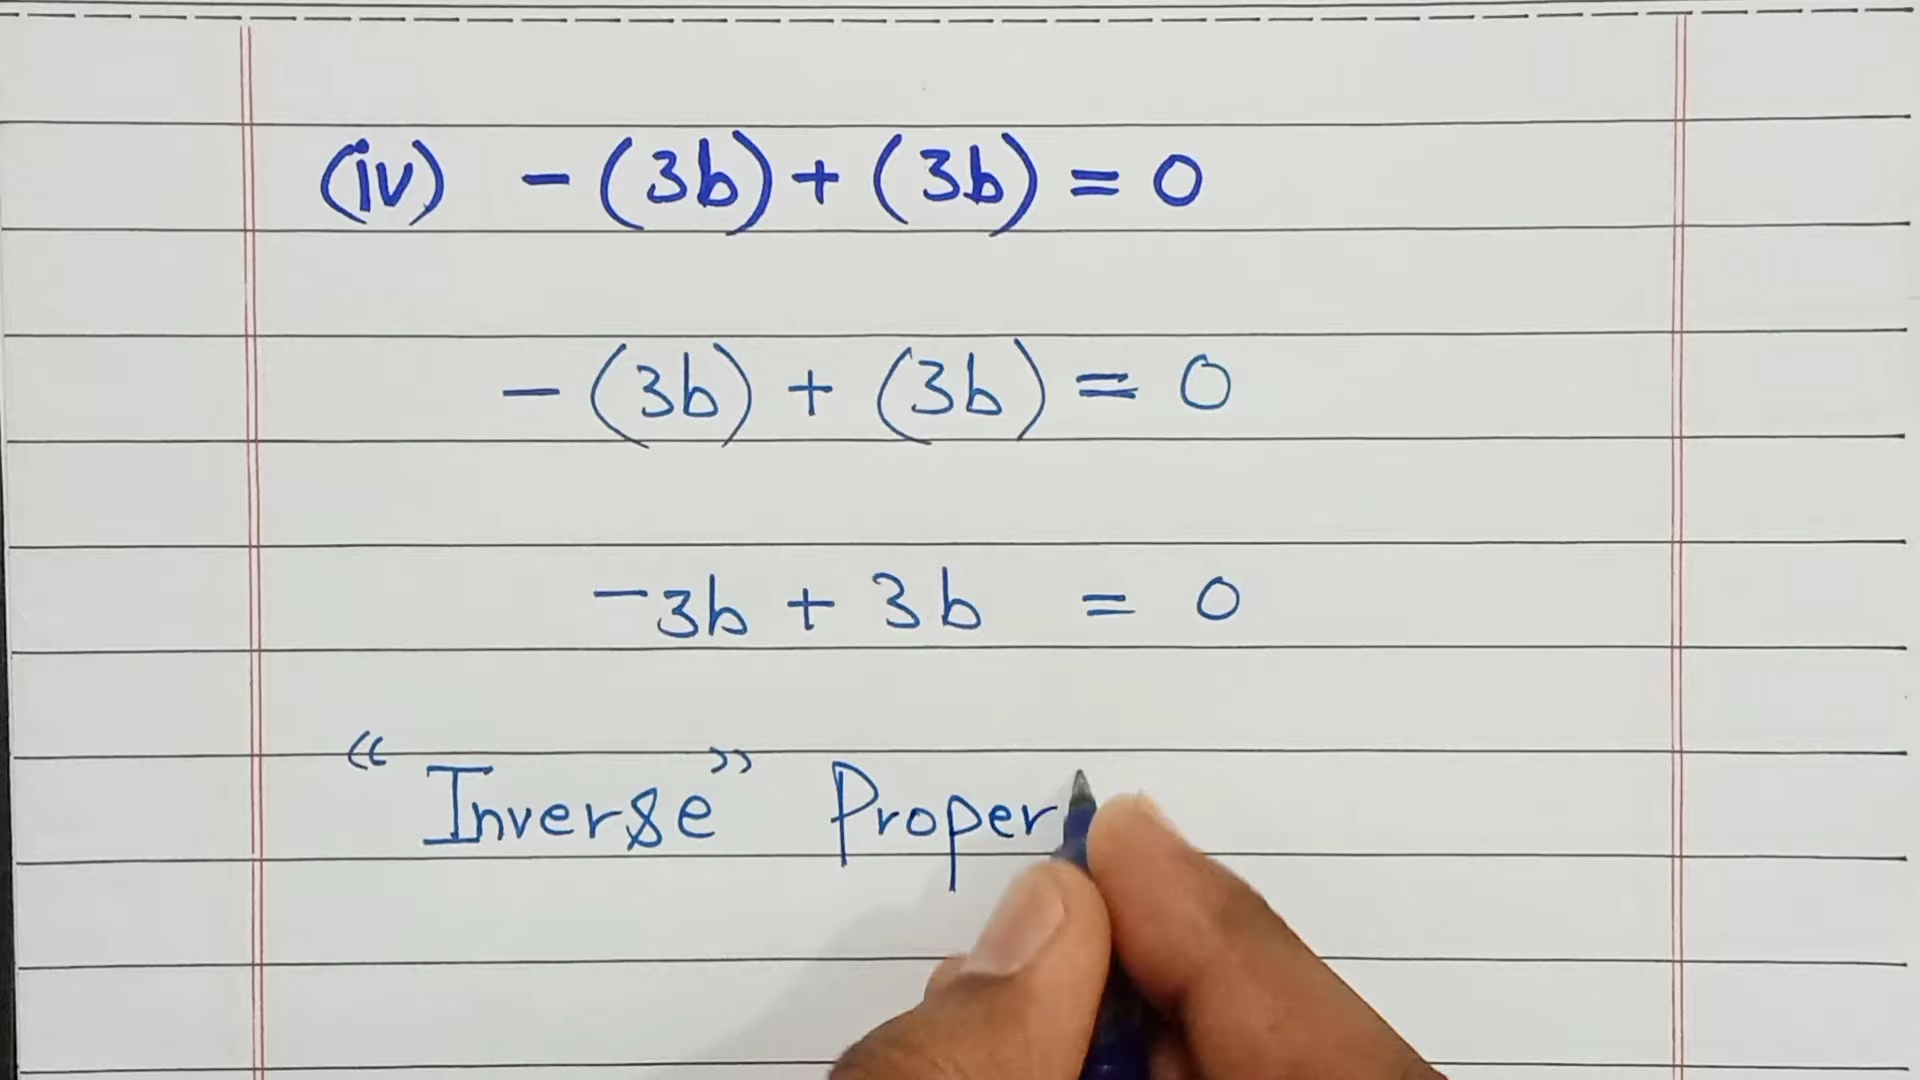 (iv) -(3b)+(3b)=0
-(3b) + (3b) = 0
-3b + 3b = 0
“Inverse” Proper